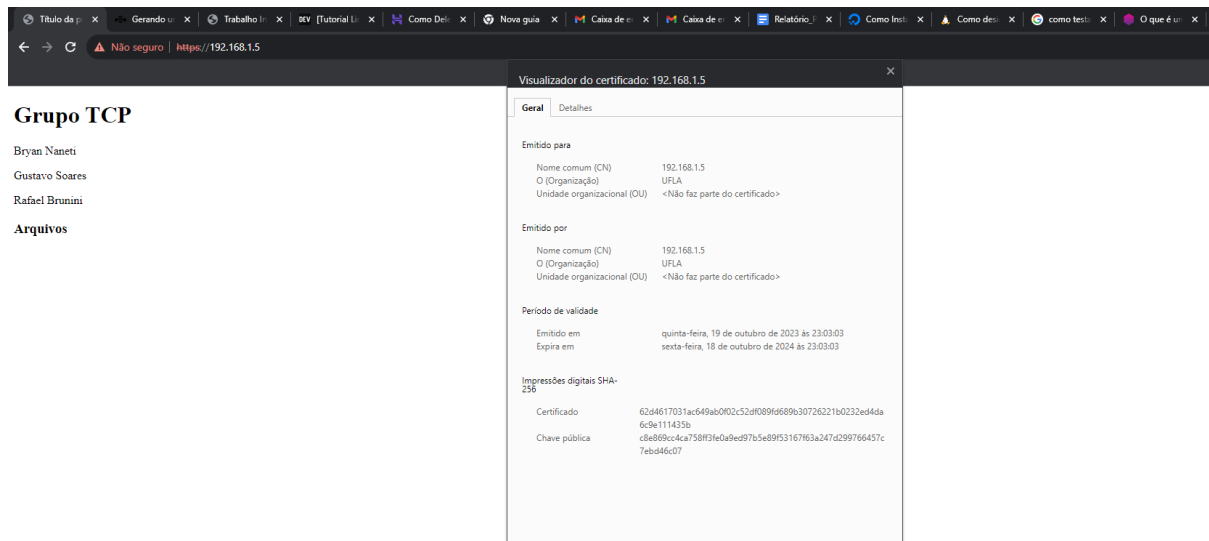 Título da p
Gerando u
Trabalho In
DEV [Tutorial Li
Como Dele
Nova guia
Caixa de e
Caixa de e
Relatório_F
Como Inst
Como desi
como testa
O que é un
Não seguro | https://192.168.1.5
Grupo TCP
Bryan Naneti
Gustavo Soares
Rafael Brunini
Arquivos
Visualizador do certificado: 192.168.1.5
Geral Detalhes
Emitido para
Nome comum (CN) 192.168.1.5
O (Organização) UFLA
Unidade organizacional (OU) <Não faz parte do certificado>
Emitido por
Nome comum (CN) 192.168.1.5
O (Organização) UFLA
Unidade organizacional (OU) <Não faz parte do certificado>
Período de validade
Emitido em quinta-feira, 19 de outubro de 2023 às 23:03:03
Expira em sexta-feira, 18 de outubro de 2024 às 23:03:03
Impressões digitais SHA-
256
Certificado 62d4617031ac649ab0f02c52df089fd689b30726221b0232ed4da
6c9e111435b
Chave pública c8e869cc4ca758ff3fe0a9ed97b5e89f53167f63a247d299766457c
7ebd46c07